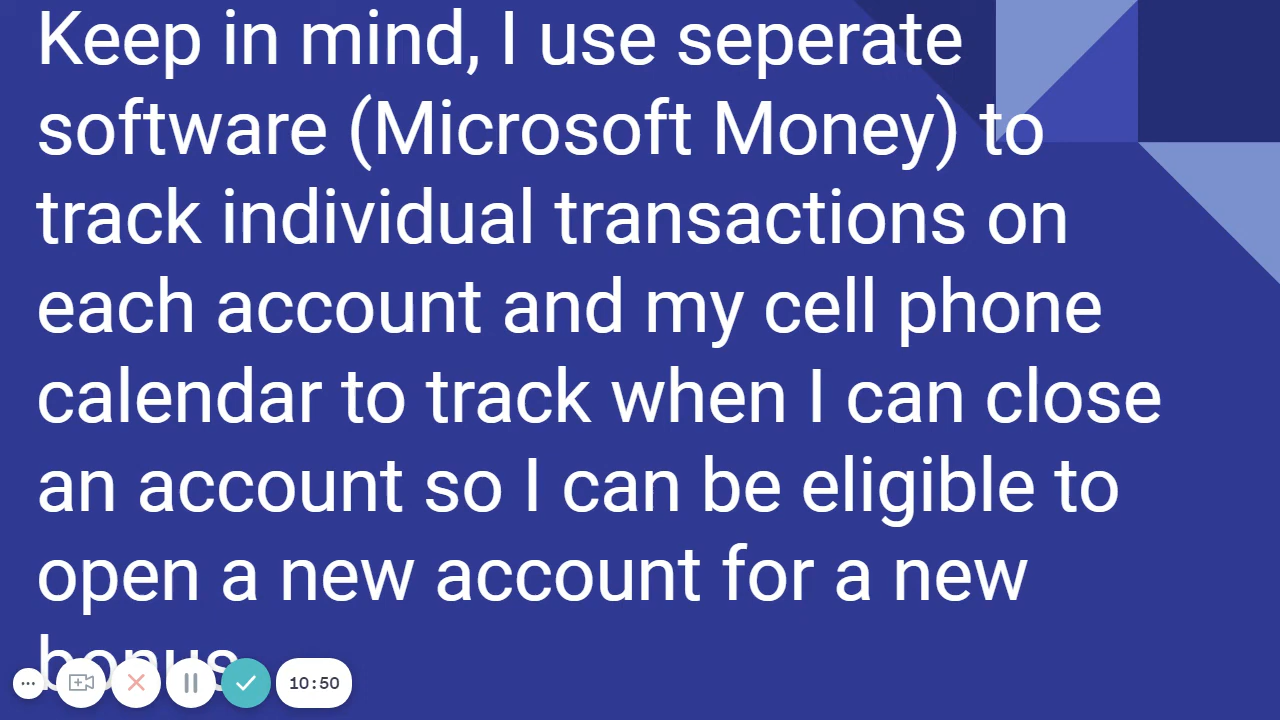 Keep in mind, I use seperate
software (Microsoft Money) to
track individual transactions on
each account and my cell phone
calendar to track when I can close
an account so I can be eligible to
open a new account for a new
bonus
10:50